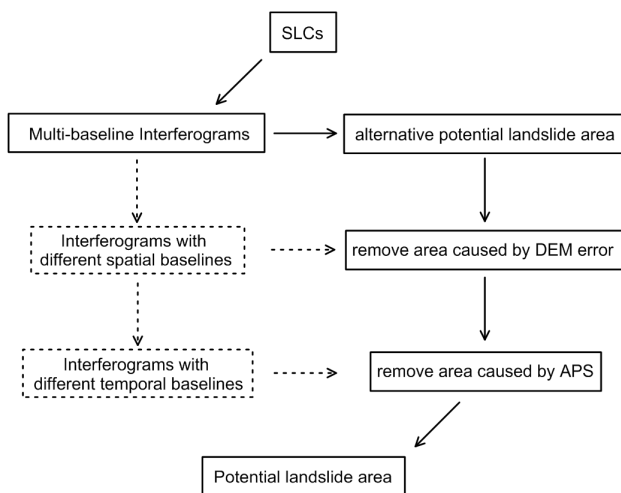 SLCs
Multi-baseline Interferograms
alternative potential landslide area
Interferograms with
different spatial baselines
remove area caused by DEM error
Interferograms with
different temporal baselines
remove area caused by APS
Potential landslide area